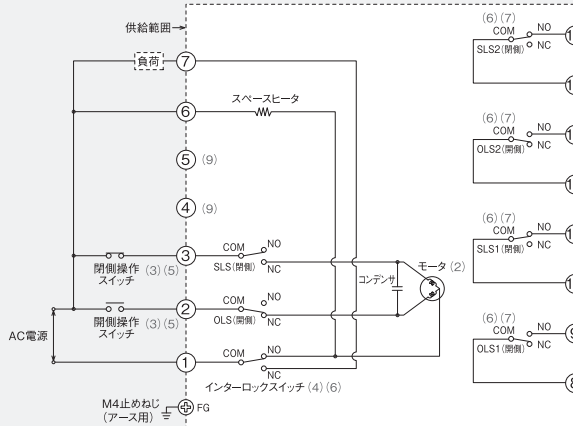 供給範囲
負荷
7
スペースヒータ
6
5 (9)
4 (9)
3
COM
NO
NC
SLS(閉側)
閉側操作
スイッチ
(3)(5)
コンデンサ
モータ(2)
2
COM
NO
NC
OLS(開側)
開側操作
スイッチ
(3)(5)
AC電源
1
COM
NO
NC
インターロックスイッチ(4)(6)
M4止めねじ
(アース用)
FG
(6)(7)
COM
NO
NC
SLS2(閉側)
(6)(7)
COM
NO
NC
OLS2(開側)
(6)(7)
COM
NO
NC
SLS1(閉側)
(6)(7)
COM
NO
NC
OLS1(開側)
9
8